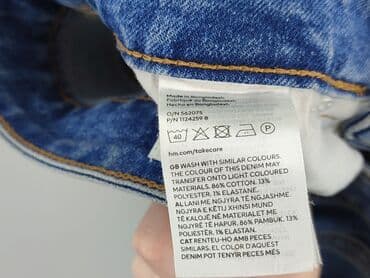 Made in Bangladesh
Fabriqué au Bangladesh
Hecho en Bangladesh
O/N 562075
P/N 1124259 8
40
P
hm.com/takecare
GB WASH WITH SIMILAR COLOURS.
THE COLOUR OF THIS DENIM MAY
TRANSFER ONTO LIGHT COLOURED
MATERIALS. 86% COTTON, 13%
POLYESTER, 1% ELASTAN.
AL LANI ME NGJYRA TË NGJASHME.
NGJYRA E KËTIJ XHINSI MUND
TË KALOJË NË MATERIALET ME
NGJYRË TË HAPUR. 86% PAMBUK, 13%
POLIESTËR, 1% ELASTAN.
CAT RENTEU-HO AMB PECES
SIMILARS, EL COLOR D'AQUEST
DENIM POT TENYIR PECES MÉS